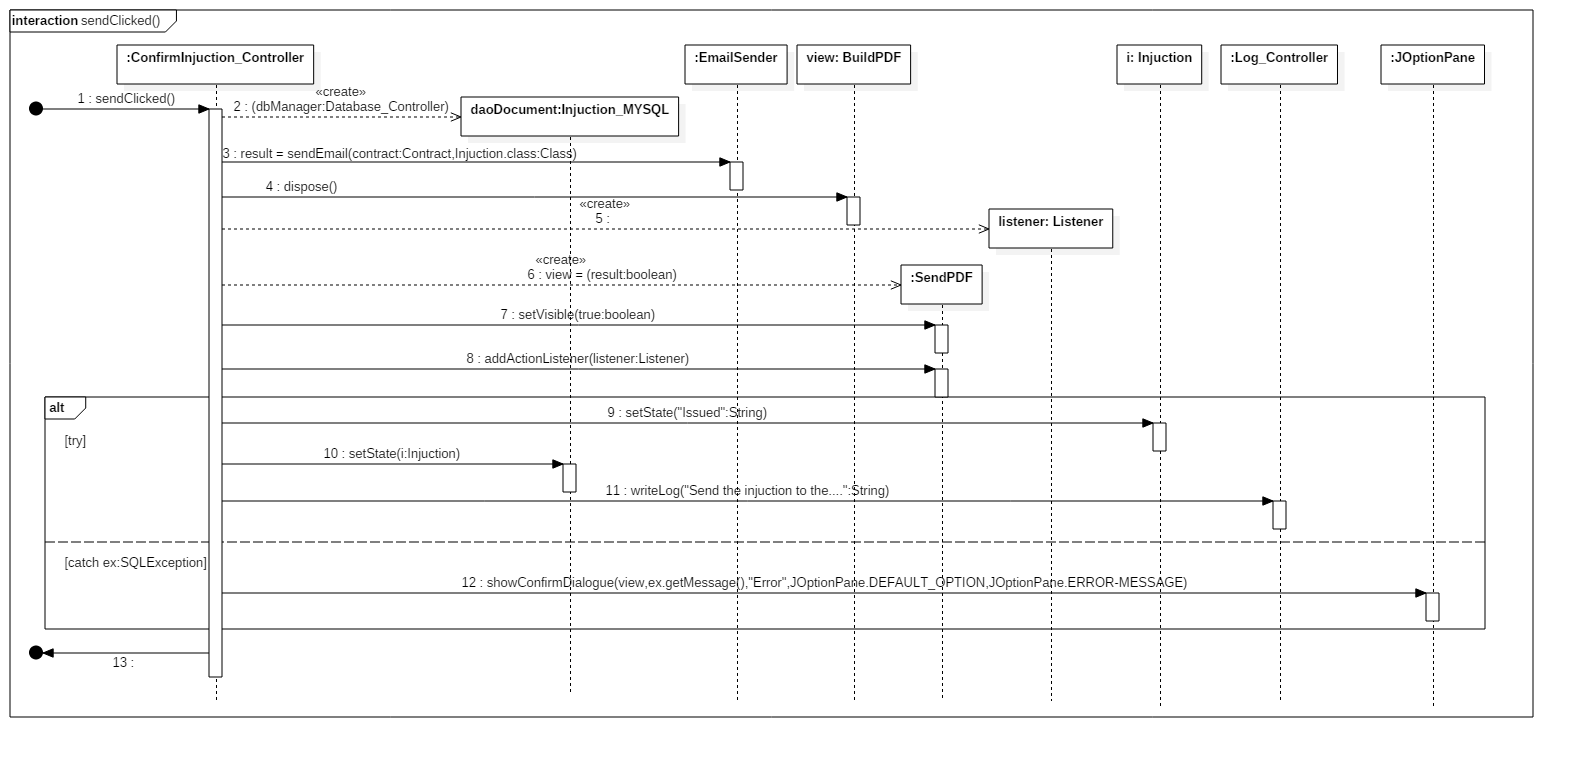 interaction sendClicked()
:ConfirmInjuction_Controller
:EmailSender
view: BuildPDF
i: Injuction
:Log_Controller
:JOptionPane
1 : sendClicked()
«create»
2 : (dbManager:Database_Controller)
daoDocument:Injuction_MYSQL
3 : result = sendEmail(contract:Contract,Injuction.class:Class)
4 : dispose()
«create»
5 :
listener: Listener
«create»
6 : view = (result:boolean)
:SendPDF
7 : setVisible(true:boolean)
8 : addActionListener(listener:Listener)
alt
9 : setState("Issued":String)
[try]
10 : setState(i:Injuction)
11 : writeLog("Send the injuction to the....":String)
[catch ex:SQLException]
12 : showConfirmDialogue(view,ex.getMessage(),"Error",JOptionPane.DEFAULT_OPTION,JOptionPane.ERROR-MESSAGE)
13 :